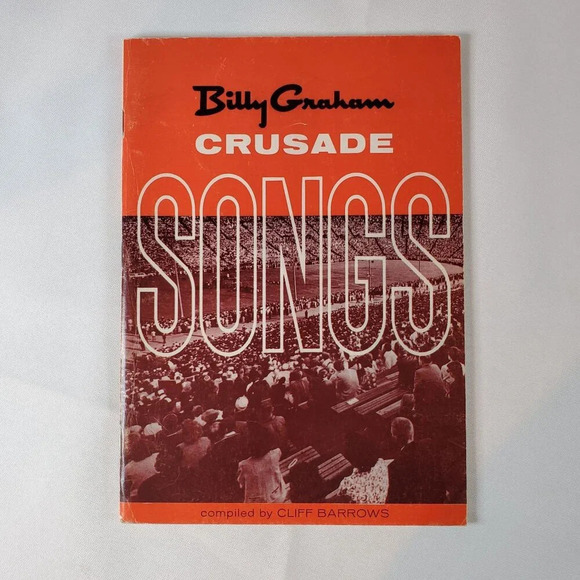 Billy Graham
CRUSADE
SONGS
compiled by CLIFF BARROWS